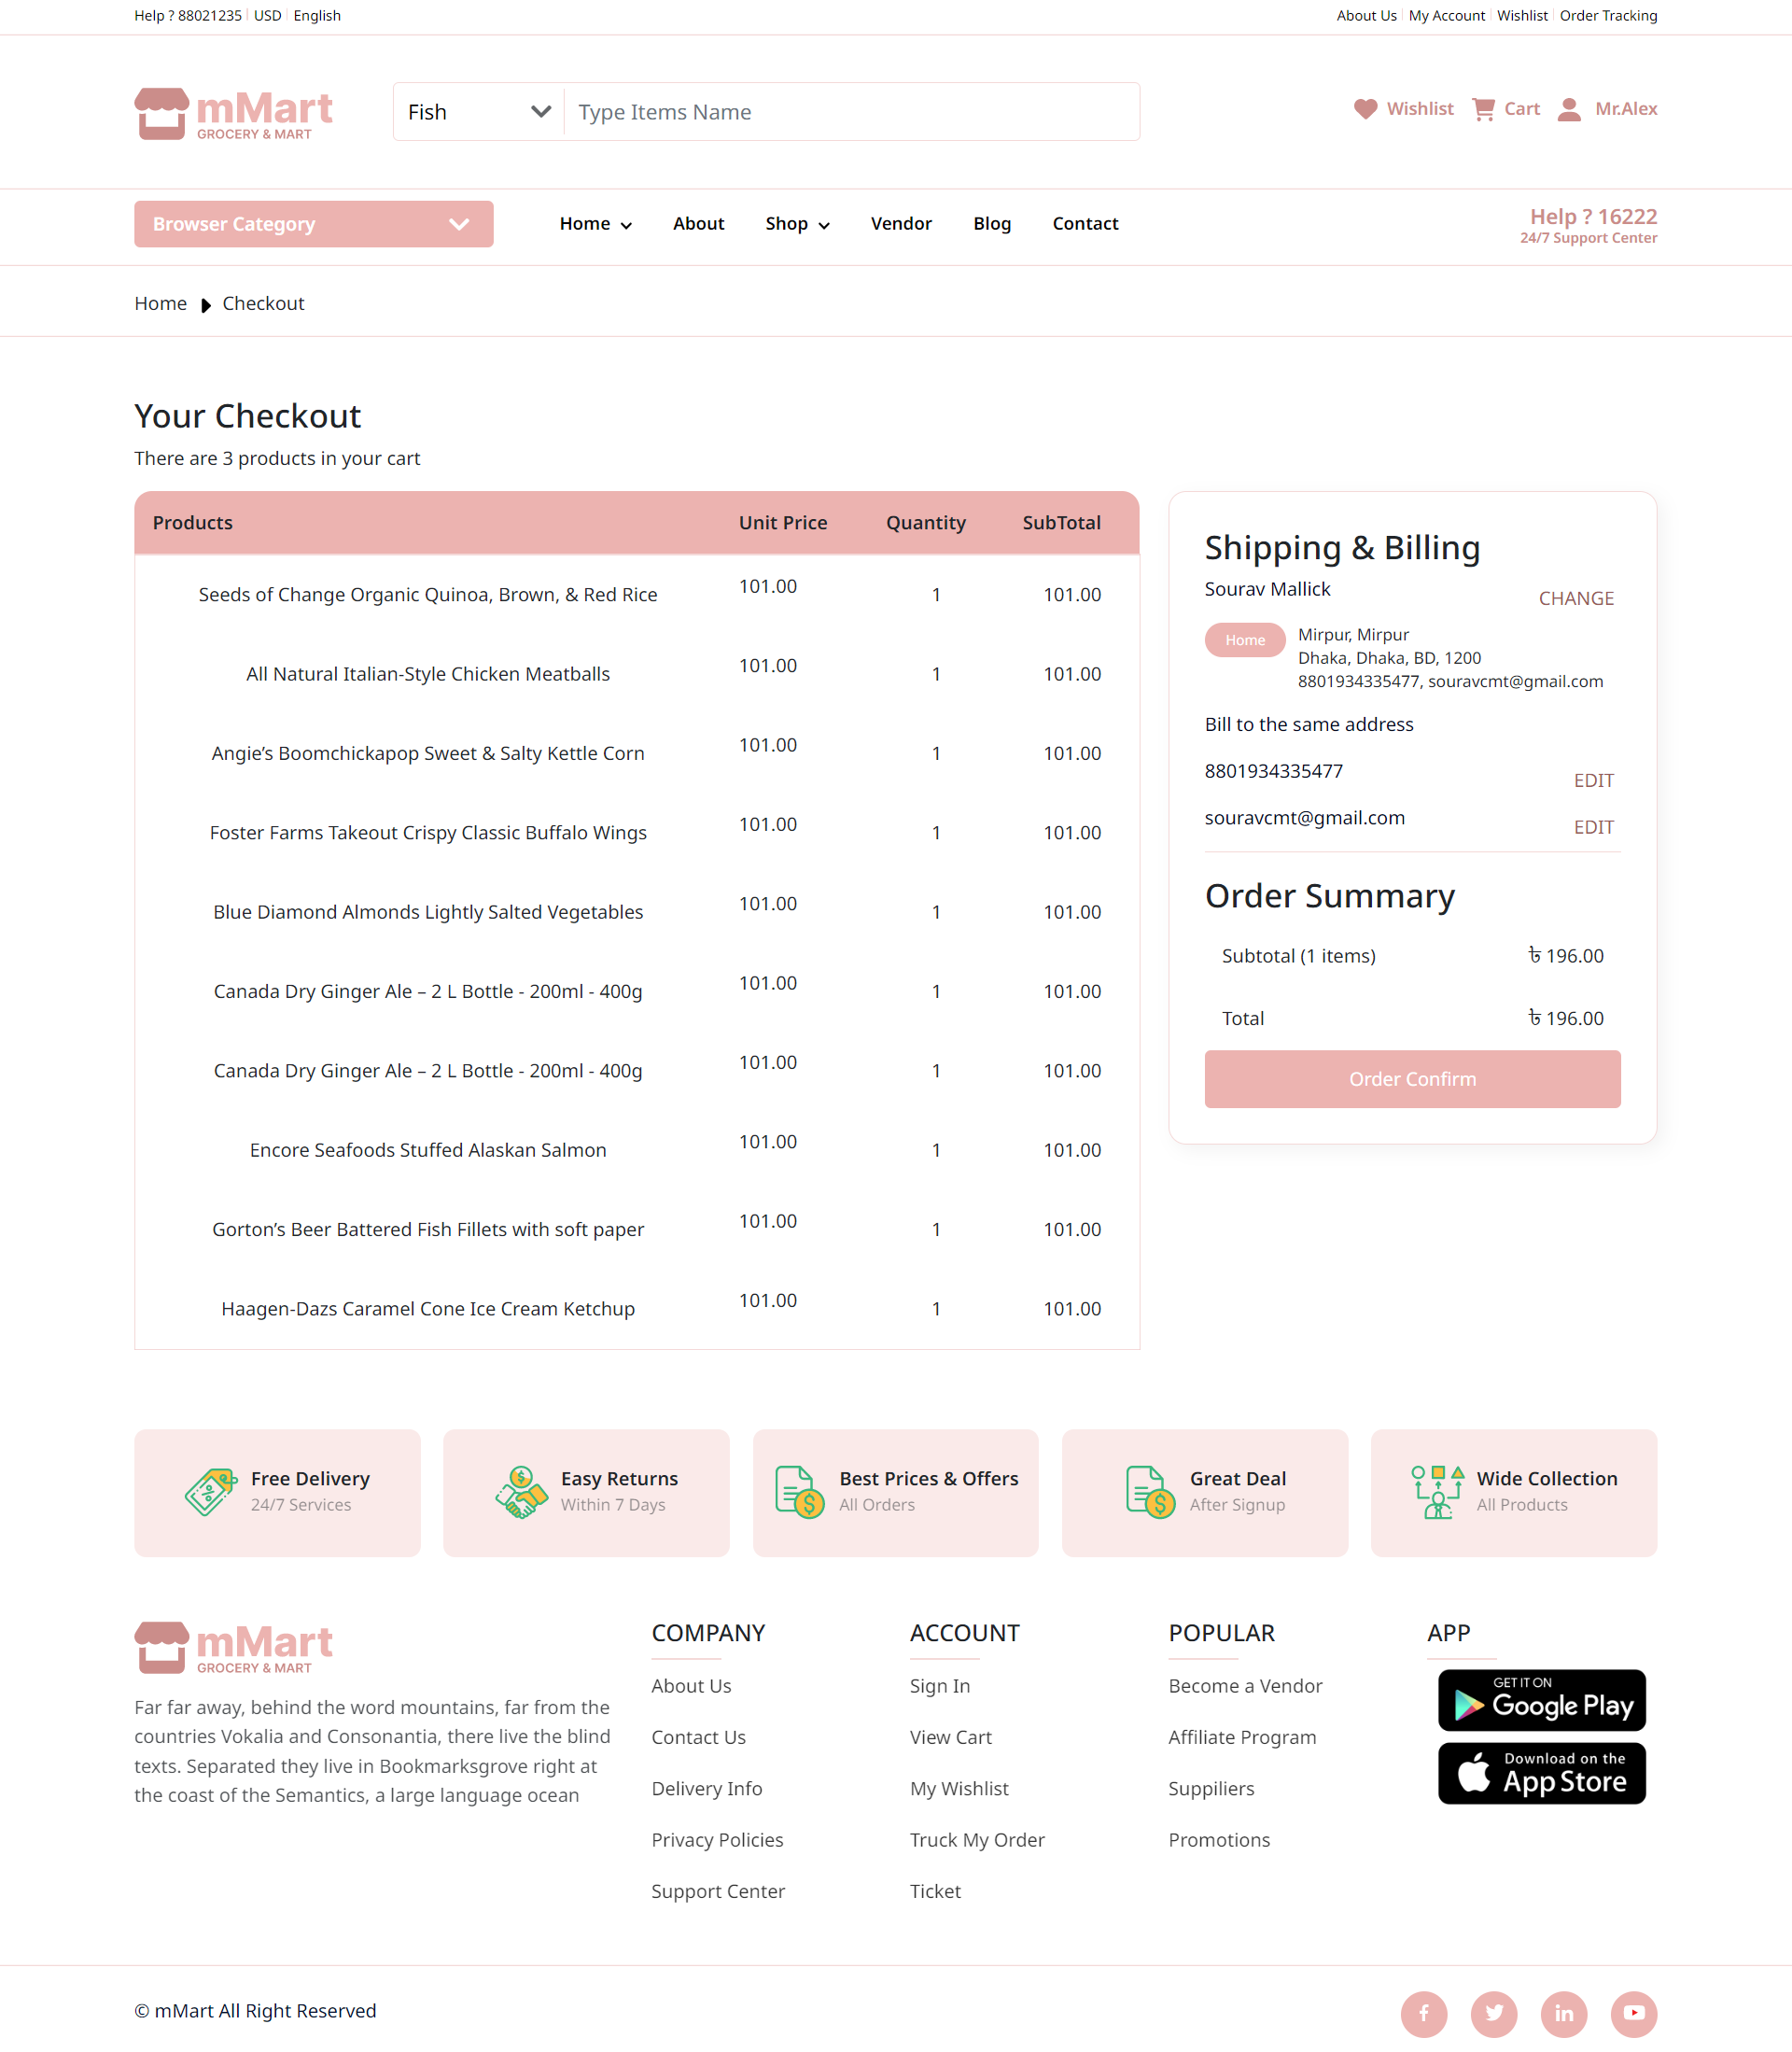 Help ? 88021235 USD English
About Us My Account Wishlist Order Tracking
mMart
GROCERY & MART
Fish
Type Items Name
Wishlist Cart Mr.Alex
Browser Category
Home About Shop Vendor Blog Contact
Help ? 16222
24/7 Support Center
Home Checkout
Your Checkout
There are 3 products in your cart
Products Unit Price Quantity SubTotal
Seeds of Change Organic Quinoa, Brown, & Red Rice 101.00 1 101.00
All Natural Italian-Style Chicken Meatballs 101.00 1 101.00
Angie’s Boomchickapop Sweet & Salty Kettle Corn 101.00 1 101.00
Foster Farms Takeout Crispy Classic Buffalo Wings 101.00 1 101.00
Blue Diamond Almonds Lightly Salted Vegetables 101.00 1 101.00
Canada Dry Ginger Ale – 2 L Bottle - 200ml - 400g 101.00 1 101.00
Canada Dry Ginger Ale – 2 L Bottle - 200ml - 400g 101.00 1 101.00
Encore Seafoods Stuffed Alaskan Salmon 101.00 1 101.00
Gorton’s Beer Battered Fish Fillets with soft paper 101.00 1 101.00
Haagen-Dazs Caramel Cone Ice Cream Ketchup 101.00 1 101.00
Shipping & Billing
Sourav Mallick
CHANGE
Home
Mirpur, Mirpur
Dhaka, Dhaka, BD, 1200
8801934335477, souravcmt@gmail.com
Bill to the same address
8801934335477
EDIT
souravcmt@gmail.com
EDIT
Order Summary
Subtotal (1 items) ৳ 196.00
Total ৳ 196.00
Order Confirm
Free Delivery
24/7 Services
Easy Returns
Within 7 Days
Best Prices & Offers
All Orders
Great Deal
After Signup
Wide Collection
All Products
mMart
GROCERY & MART
Far far away, behind the word mountains, far from the
countries Vokalia and Consonantia, there live the blind
texts. Separated they live in Bookmarksgrove right at
the coast of the Semantics, a large language ocean
COMPANY
About Us
Contact Us
Delivery Info
Privacy Policies
Support Center
ACCOUNT
Sign In
View Cart
My Wishlist
Truck My Order
Ticket
POPULAR
Become a Vendor
Affiliate Program
Suppiliers
Promotions
APP
GET IT ON
Google Play
Download on the
App Store
© mMart All Right Reserved